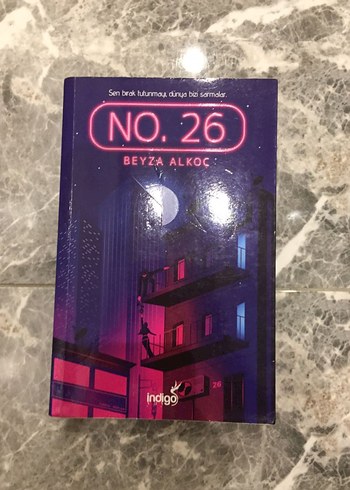 Sen bırak tutunmayı, dünya bizi sarmalar.
NO. 26
BEYZA ALKOÇ
26
indigo